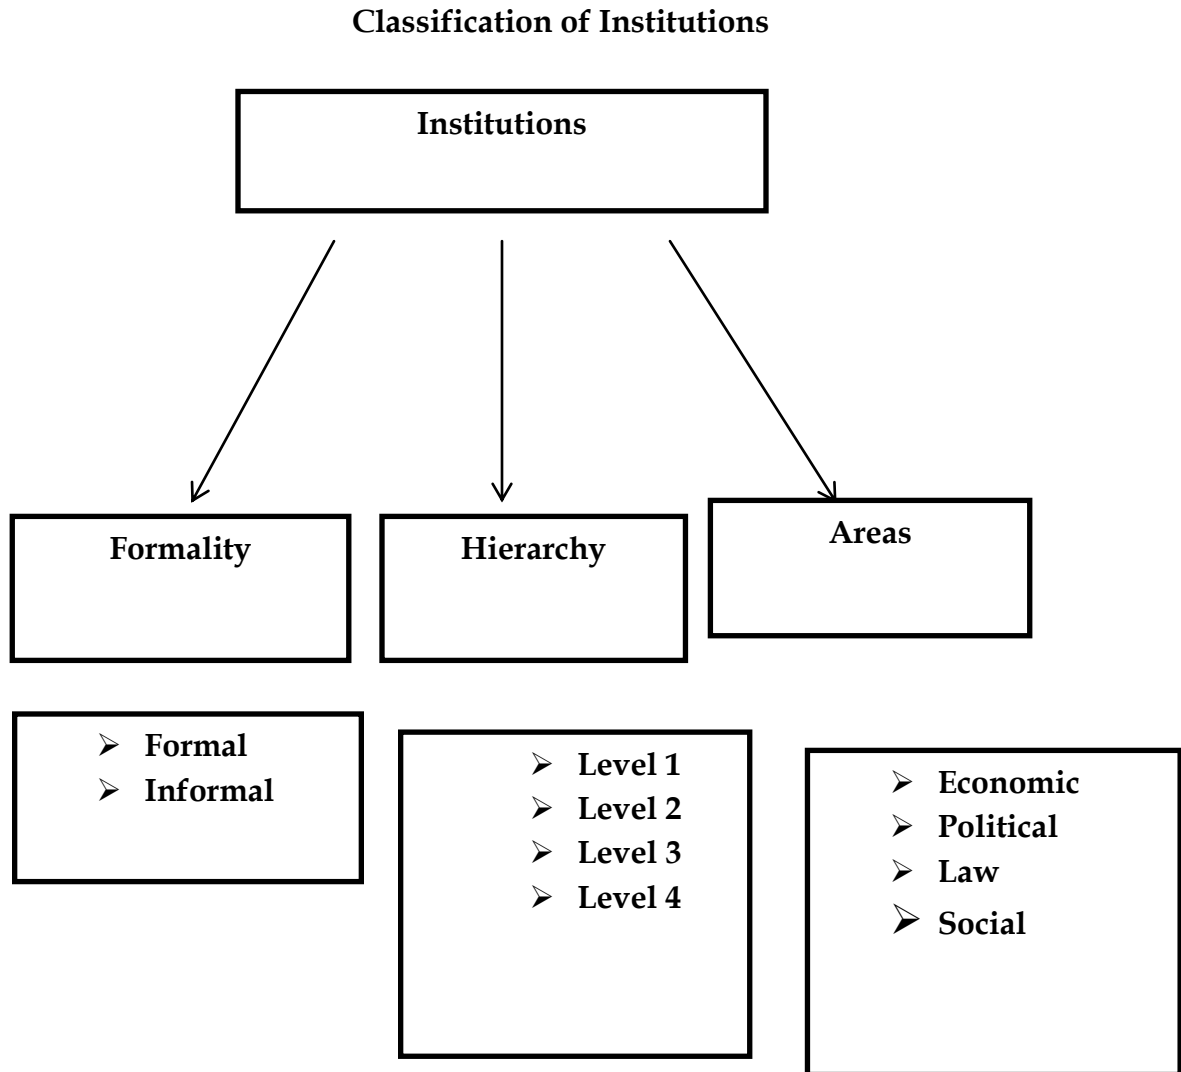 Classification of Institutions
Institutions
Formality
Hierarchy
Areas
➢ Formal
➢ Informal
➢ Level 1
➢ Level 2
➢ Level 3
➢ Level 4
➢ Economic
➢ Political
➢ Law
➢ Social